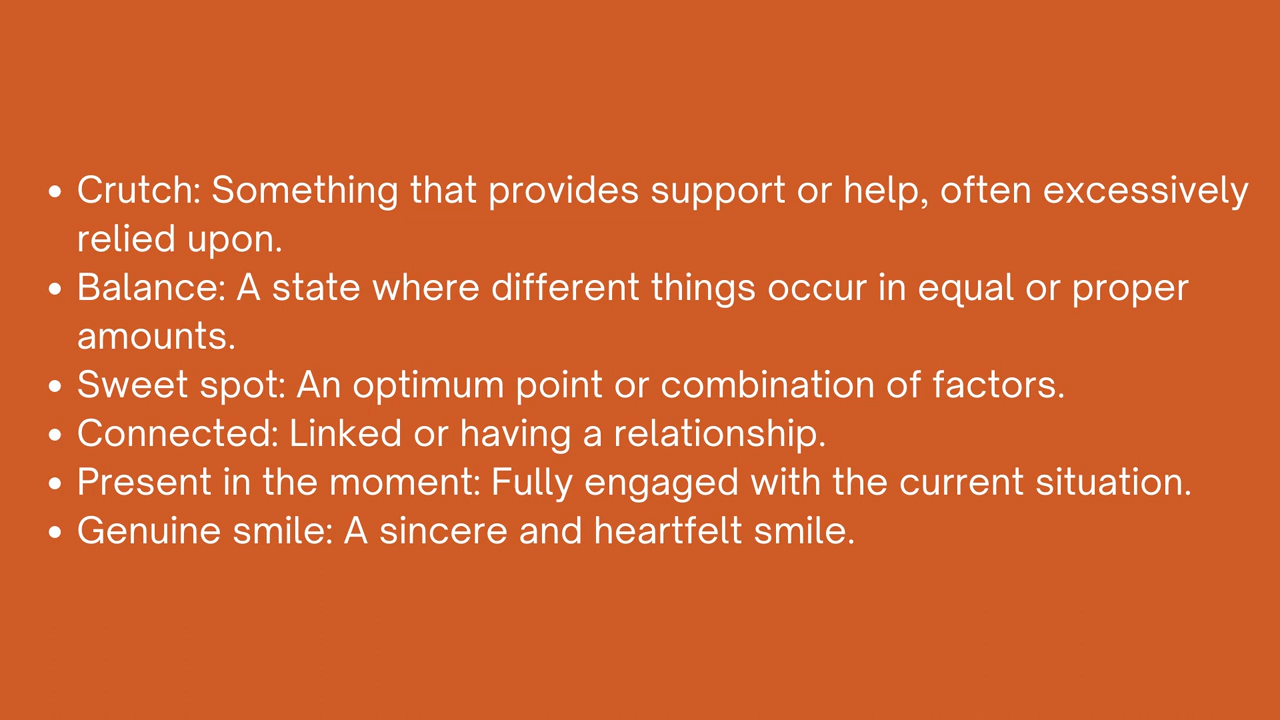 • Crutch: Something that provides support or help, often excessively
relied upon.
• Balance: A state where different things occur in equal or proper
amounts.
• Sweet spot: An optimum point or combination of factors.
• Connected: Linked or having a relationship.
• Present in the moment: Fully engaged with the current situation.
• Genuine smile: A sincere and heartfelt smile.